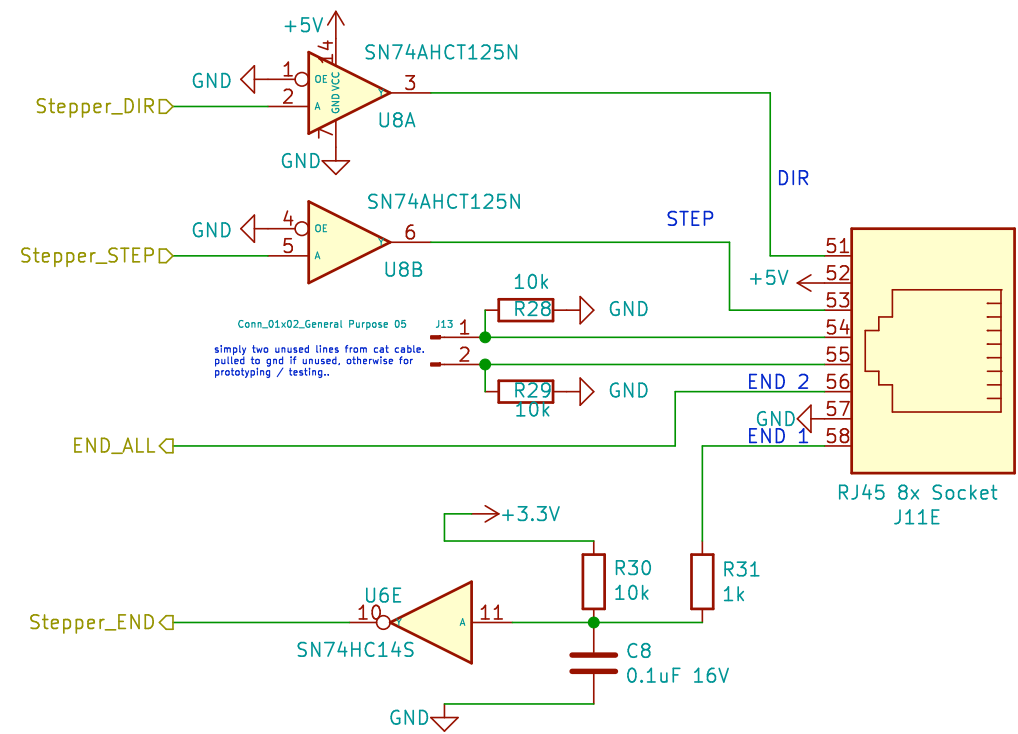 +5V
14
SN74AHCT125N
GND
1
OE
VCC
3
Stepper_DIR
2
A
GND
Y
U8A
7
GND
DIR
SN74AHCT125N
STEP
GND
4
OE
6
Stepper_STEP
5
A
Y
U8B
51
+5V
52
10k
R28
GND
53
Conn_01x02_General Purpose 05
J13
1
54
simply two unused lines from cat cable.
pulled to gnd if unused, otherwise for
prototyping / testing..
2
55
R29
GND
10k
END 2
56
GND
57
END_ALL
END 1
58
RJ45 8x Socket
J11E
+3.3V
R30
10k
R31
1k
U6E
Stepper_END
10
Y
A
11
SN74HC14S
C8
0.1uF 16V
GND